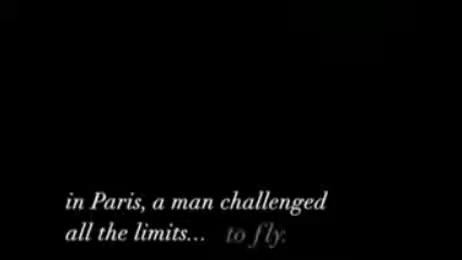 in Paris, a man challenged
all the limits... to fly.